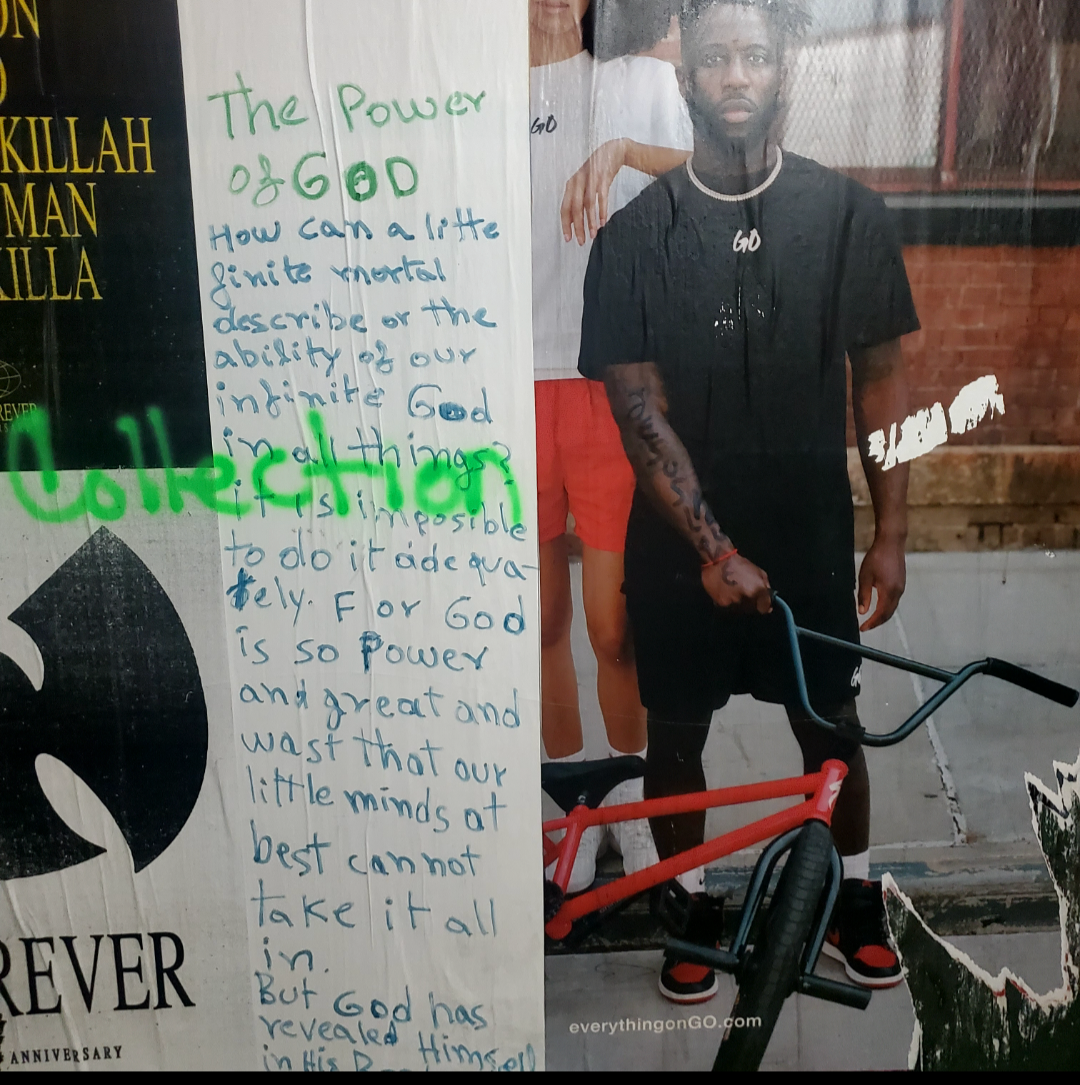 ON
KILLAH
MAN
KILLA
REVER
Collection
REVER
ANNIVERSARY
The Power
of GOD
How can a litte
finite mortal
describe or the
ability of our
infinite God
in all things?
it is imposible
to do it adequa-
tely. For God
is so Power
and great and
wast that our
little minds at
best cannot
take it all
in.
But God has
revealed Himself
in His
GO
GO
everythingonGO.com